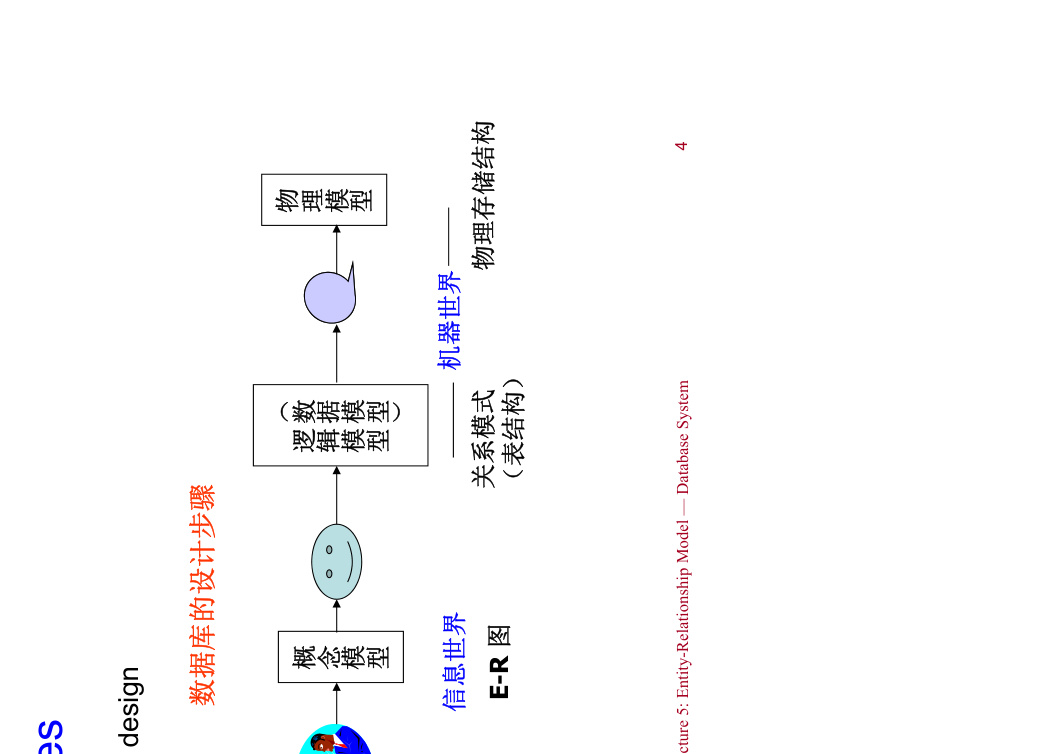 es
design
数据库的设计步骤
概念模型
逻辑模型
（数据模型）
物理模型
信息世界
机器世界
E-R 图
关系模式
（表结构）
物理存储结构
cture 5: Entity-Relationship Model — Database System
4